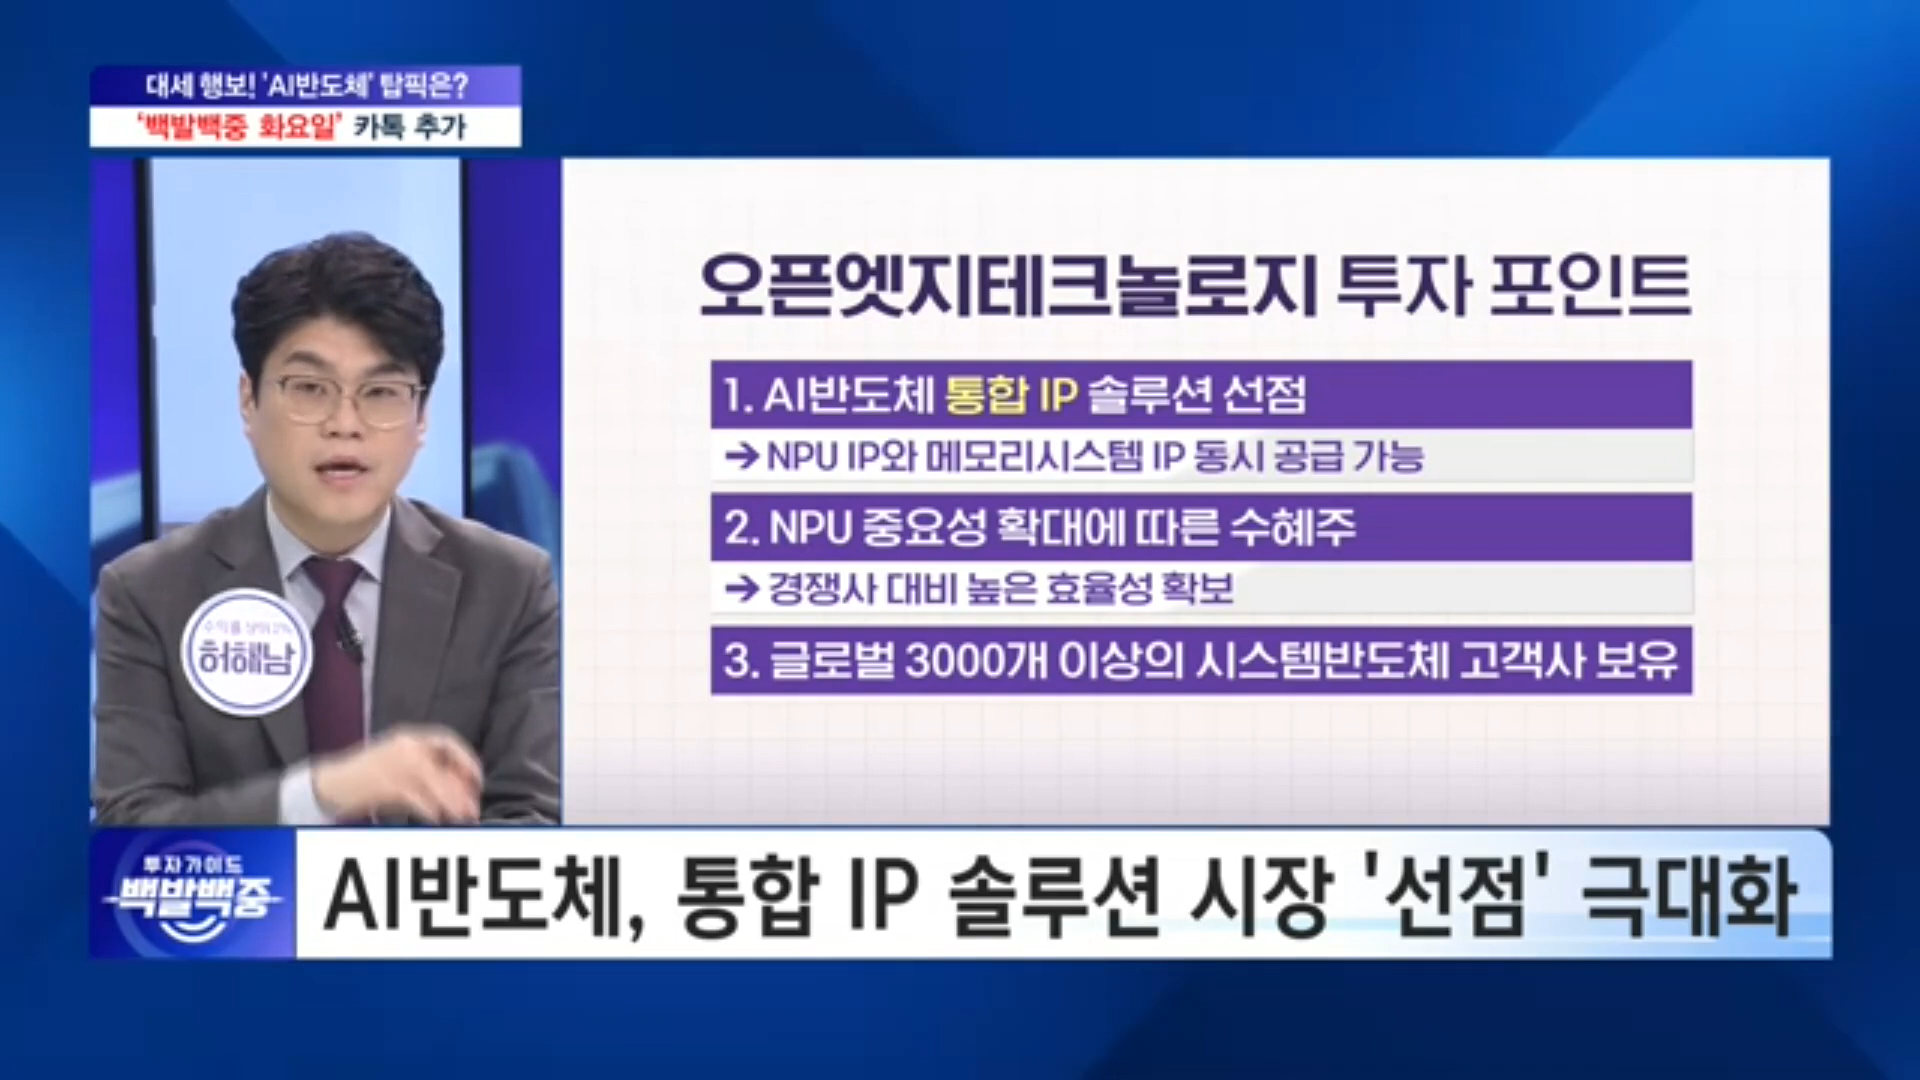 대세 행보! 'AI반도체' 탑픽은?
‘백발백중 화요일’ 카톡 추가
오픈엣지테크놀로지 투자 포인트
1. AI반도체 통합 IP 솔루션 선점
→ NPU IP와 메모리시스템 IP 동시 공급 가능
2. NPU 중요성 확대에 따른 수혜주
→ 경쟁사 대비 높은 효율성 확보
3. 글로벌 3000개 이상의 시스템반도체 고객사 보유
수익률 상위 2%
허해남
투자가이드
백발백중
AI반도체, 통합 IP 솔루션 시장 '선점' 극대화